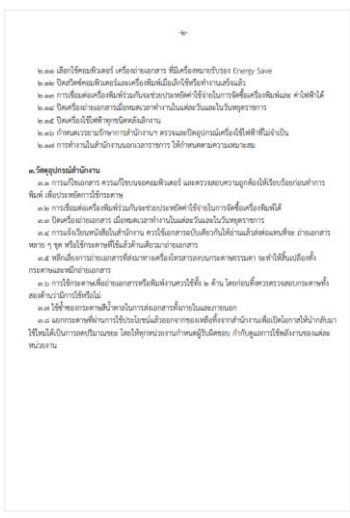 -๒-
๒.๑๑ เลือกใช้คอมพิวเตอร์ เครื่องถ่ายเอกสาร ที่มีเครื่องหมายรับรอง Energy Save
๒.๑๒ ปิดสวิตช์คอมพิวเตอร์และเครื่องพิมพ์เมื่อเลิกใช้หรือทำงานเสร็จแล้ว
๒.๑๓ การเชื่อมต่อเครื่องพิมพ์ร่วมกันจะช่วยประหยัดค่าใช้จ่ายในการจัดซื้อเครื่องพิมพ์และ ค่าไฟฟ้าได้
๒.๑๔ ปิดเครื่องถ่ายเอกสารเมื่อหมดเวลาทำงานในแต่ละวันและในวันหยุดราชการ
๒.๑๕ ปิดเครื่องใช้ไฟฟ้าทุกชนิดหลังเลิกงาน
๒.๑๖ กำหนดเวรยามรักษาการสำนักงานฯ ตรวจและปิดอุปกรณ์เครื่องใช้ไฟฟ้าที่ไม่จำเป็น
๒.๑๗ การทำงานในสำนักงานนอกเวลาราชการ ให้กำหนดตามความเหมาะสม
๓.วัสดุอุปกรณ์สำนักงาน
๓.๑ การแก้ไขเอกสาร ควรแก้ไขบนจอคอมพิวเตอร์ และตรวจสอบความถูกต้องให้เรียบร้อยก่อนทำการ
พิมพ์ เพื่อประหยัดการใช้กระดาษ
๓.๒ การเชื่อมต่อเครื่องพิมพ์ร่วมกันจะช่วยประหยัดค่าใช้จ่ายในการจัดซื้อเครื่องพิมพ์ได้
๓.๓ ปิดเครื่องถ่ายเอกสาร เมื่อหมดเวลาทำงานในแต่ละวันและในวันหยุดราชการ
๓.๔ การแจ้งเวียนหนังสือในสำนักงาน ควรใช้เอกสารฉบับเดียวกันให้อ่านแล้วส่งต่อแทนที่จะ ถ่ายเอกสาร
หลาย ๆ ชุด หรือใช้กระดาษที่ใช้แล้วด้านเดียวมาถ่ายเอกสาร
๓.๕ หลีกเลี่ยงการถ่ายเอกสารที่ส่งมาทางเครื่องโทรสารลงบนกระดาษธรรมดา จะทำให้สิ้นเปลืองทั้ง
กระดาษและหมึกถ่ายเอกสาร
๓.๖ การใช้กระดาษเพื่อถ่ายเอกสารหรือพิมพ์งานควรใช้ทั้ง ๒ ด้าน โดยก่อนทิ้งควรตรวจสอบกระดาษทั้ง
สองด้านว่ามีการใช้หรือไม่
๓.๗ ใช้ซ้ำซองกระดาษสีน้ำตาลในการส่งเอกสารทั้งภายในและภายนอก
๓.๘ แยกกระดาษที่ผ่านการใช้ประโยชน์แล้วออกจากของเหลือทิ้งจากสำนักงานเพื่อเปิดโอกาสให้นำกลับมา
ใช้ใหม่ได้เป็นการลดปริมาณขยะ โดยให้ทุกหน่วยงานกำหนดผู้รับผิดชอบ กำกับดูแลการใช้พลังงานของแต่ละ
หน่วยงาน